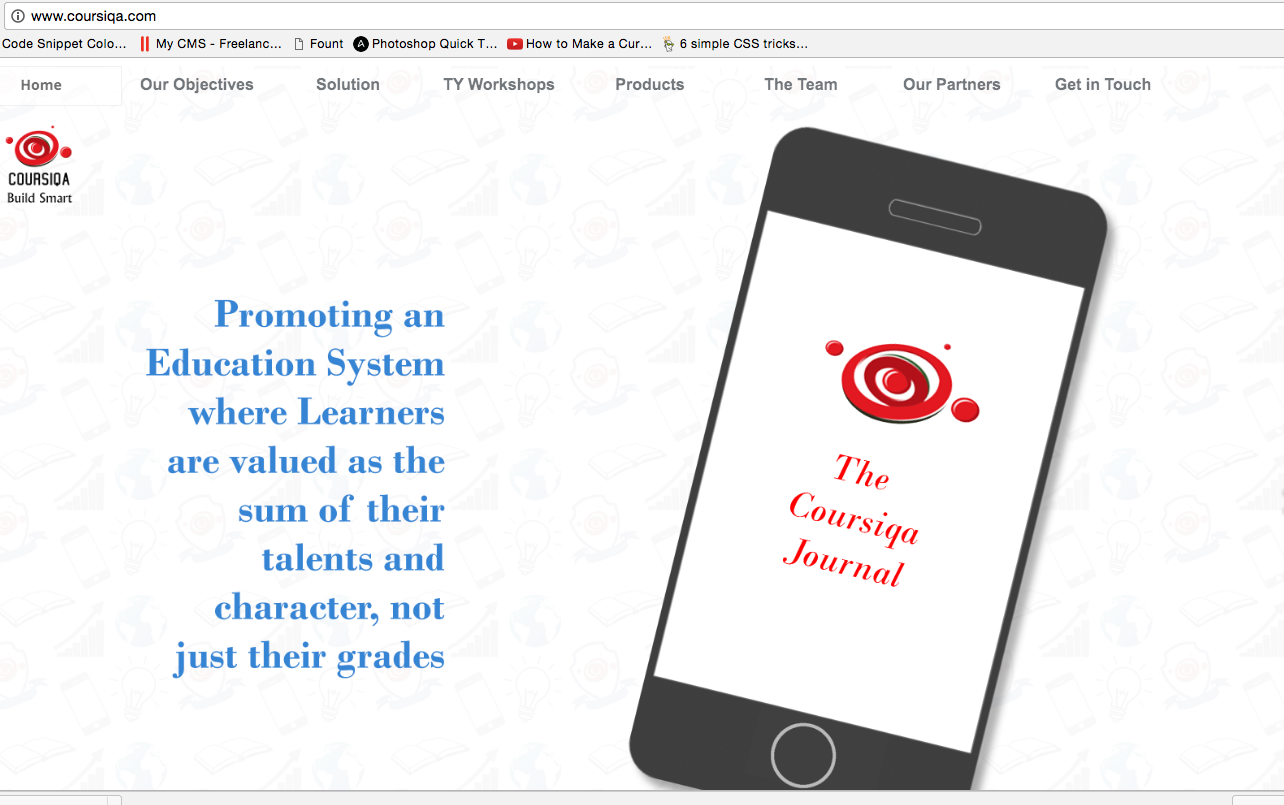 www.coursiqa.com
Code Snippet Colo... My CMS - Freelanc... Fount Photoshop Quick T... How to Make a Cur... 6 simple CSS tricks...
Home Our Objectives Solution TY Workshops Products The Team Our Partners Get in Touch
COURSIQA
Build Smart
Promoting an
Education System
where Learners
are valued as the
sum of their
talents and
character, not
just their grades
The
Coursiqa
Journal